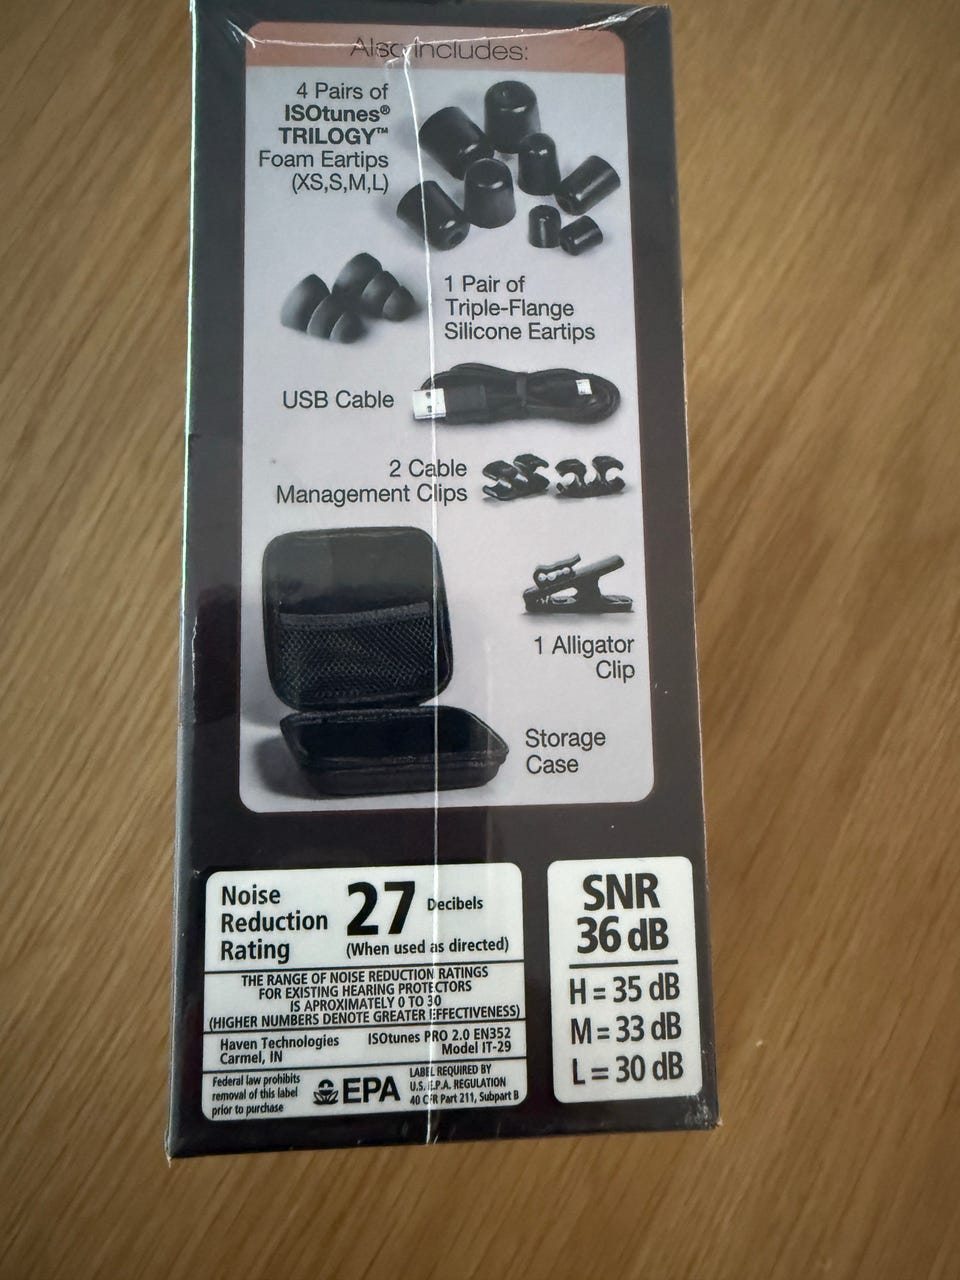 Also Includes:
4 Pairs of
ISOtunes®
TRILOGY™
Foam Eartips
(XS,S,M,L)
1 Pair of
Triple-Flange
Silicone Eartips
USB Cable
2 Cable
Management Clips
1 Alligator
Clip
Storage
Case
Noise
Reduction
Rating
27
Decibels
(When used as directed)
THE RANGE OF NOISE REDUCTION RATINGS
FOR EXISTING HEARING PROTECTORS
IS APROXIMATELY 0 TO 30
(HIGHER NUMBERS DENOTE GREATER EFFECTIVENESS)
Haven Technologies
Carmel, IN
ISOtunes PRO 2.0 EN352
Model IT-29
Federal law prohibits
removal of this label
prior to purchase
EPA
LABEL REQUIRED BY
U.S. E.P.A. REGULATION
40 CFR Part 211, Subpart B
SNR
36 dB
H = 35 dB
M = 33 dB
L = 30 dB